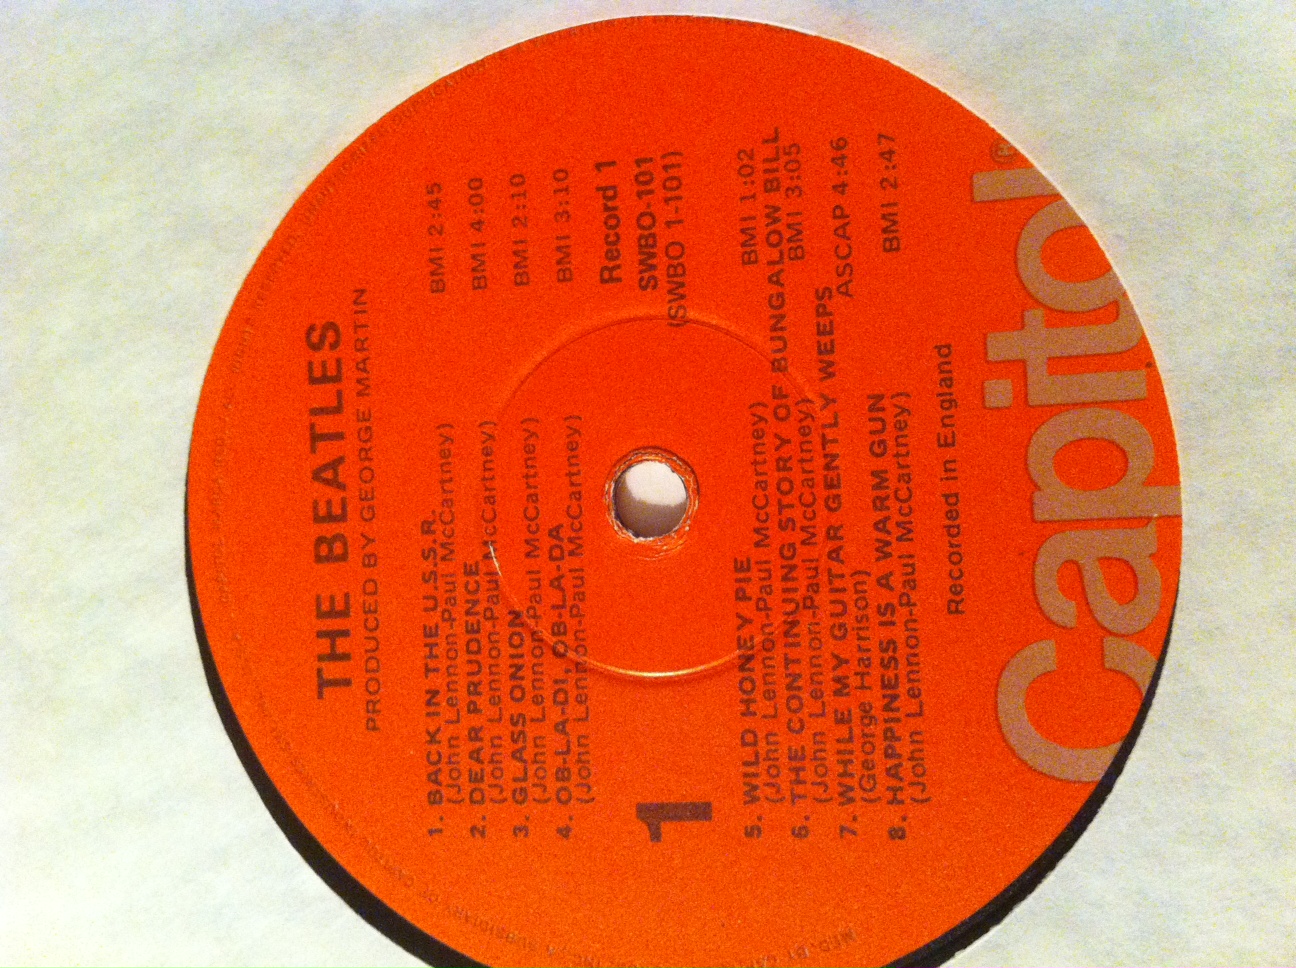 THE BEATLES
PRODUCED BY GEORGE MARTIN
1. BACK IN THE U.S.S.R. BMI 2:45
(John Lennon-Paul McCartney)
2. DEAR PRUDENCE BMI 4:00
(John Lennon-Paul McCartney)
3. GLASS ONION BMI 2:10
(John Lennon-Paul McCartney)
4. OB-LA-DI, OB-LA-DA BMI 3:10
(John Lennon-Paul McCartney)
Record 1
1 SWBO-101
(SWBO 1-101)
5. WILD HONEY PIE BMI 1:02
(John Lennon-Paul McCartney)
6. THE CONTINUING STORY OF BUNGALOW BILL
(John Lennon-Paul McCartney) BMI 3:05
7. WHILE MY GUITAR GENTLY WEEPS
(George Harrison) ASCAP 4:46
8. HAPPINESS IS A WARM GUN BMI 2:47
(John Lennon-Paul McCartney)
Recorded in England
Capitol®
MFD. BY
A SUBSIDIARY OF